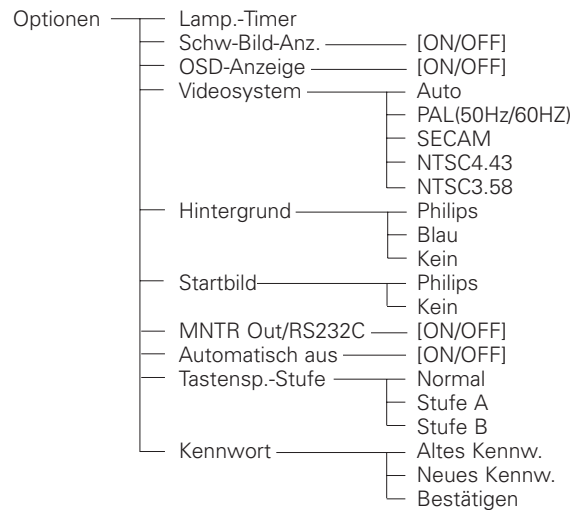 Optionen Lamp.-Timer
Schw-Bild-Anz. [ON/OFF]
OSD-Anzeige [ON/OFF]
Videosystem Auto
PAL(50Hz/60HZ)
SECAM
NTSC4.43
NTSC3.58
Hintergrund Philips
Blau
Kein
Startbild Philips
Kein
MNTR Out/RS232C [ON/OFF]
Automatisch aus [ON/OFF]
Tastensp.-Stufe Normal
Stufe A
Stufe B
Kennwort Altes Kennw.
Neues Kennw.
Bestätigen